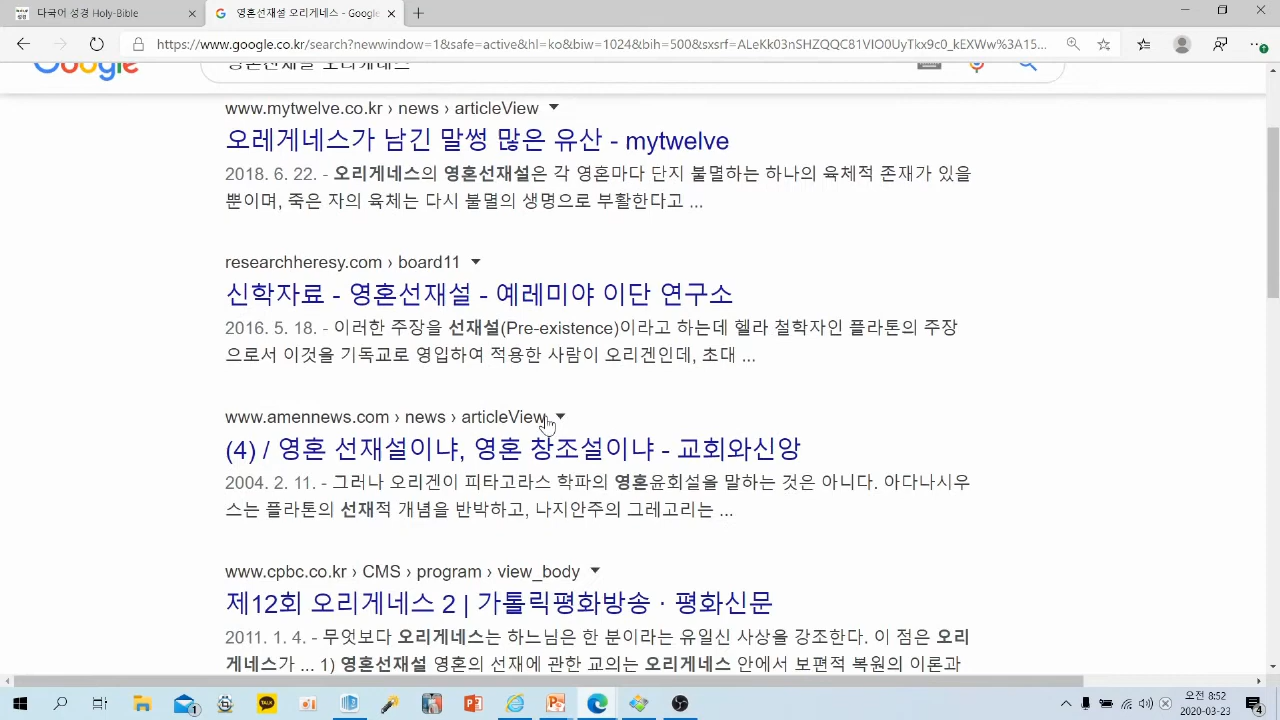 다국어 성경 Holy-Bible
영혼선재설 오리게네스 - Google
https://www.google.co.kr/search?newwindow=1&safe=active&hl=ko&biw=1024&bih=500&sxsrf=ALeKk03nSHZQQC81VIO0UyTkx9c0_kEXWw%3A15...
Google
영혼선재설 오리게네스
www.mytwelve.co.kr › news › articleView
오레게네스가 남긴 말썽 많은 유산 - mytwelve
2018. 6. 22. - 오리게네스의 영혼선재설은 각 영혼마다 단지 불멸하는 하나의 육체적 존재가 있을
뿐이며, 죽은 자의 육체는 다시 불멸의 생명으로 부활한다고 ...
researchheresy.com › board11
신학자료 - 영혼선재설 - 예레미야 이단 연구소
2016. 5. 18. - 이러한 주장을 선재설(Pre-existence)이라고 하는데 헬라 철학자인 플라톤의 주장
으로서 이것을 기독교로 영입하여 적용한 사람이 오리겐인데, 초대 ...
www.amennews.com › news › articleView
(4) / 영혼 선재설이냐, 영혼 창조설이냐 - 교회와신앙
2004. 2. 11. - 그러나 오리겐이 피타고라스 학파의 영혼윤회설을 말하는 것은 아니다. 아다나시우
스는 플라톤의 선재적 개념을 반박하고, 나지안주의 그레고리는 ...
www.cpbc.co.kr › CMS › program › view_body
제12회 오리게네스 2 | 가톨릭평화방송 · 평화신문
2011. 1. 4. - 무엇보다 오리게네스는 하느님은 한 분이라는 유일신 사상을 강조한다. 이 점은 오리
게네스가 ... 1) 영혼선재설 영혼의 선재에 관한 교의는 오리게네스 안에서 보편적 복원의 이론과
TALK
오전 8:52
2020-03-23